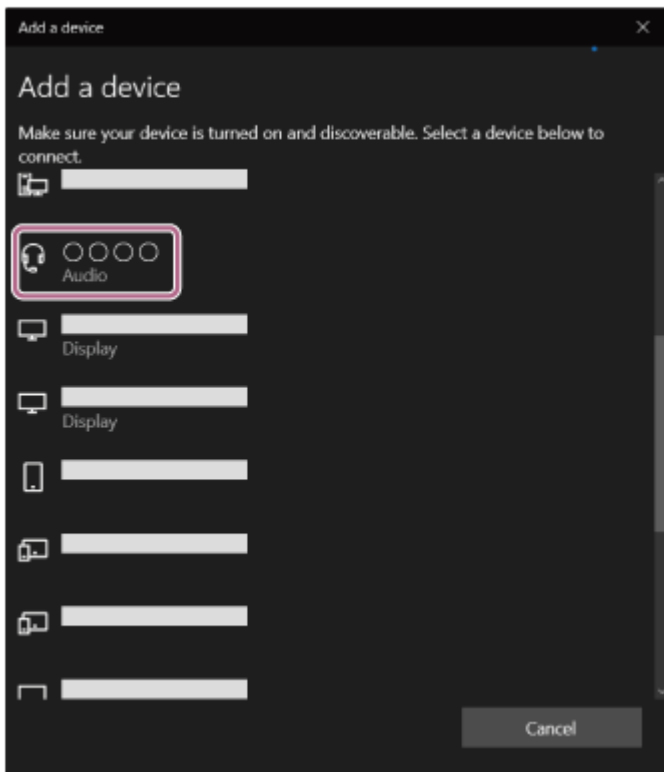 Add a device
Add a device
Make sure your device is turned on and discoverable. Select a device below to
connect.
○○○○
Audio
Display
Display
Cancel